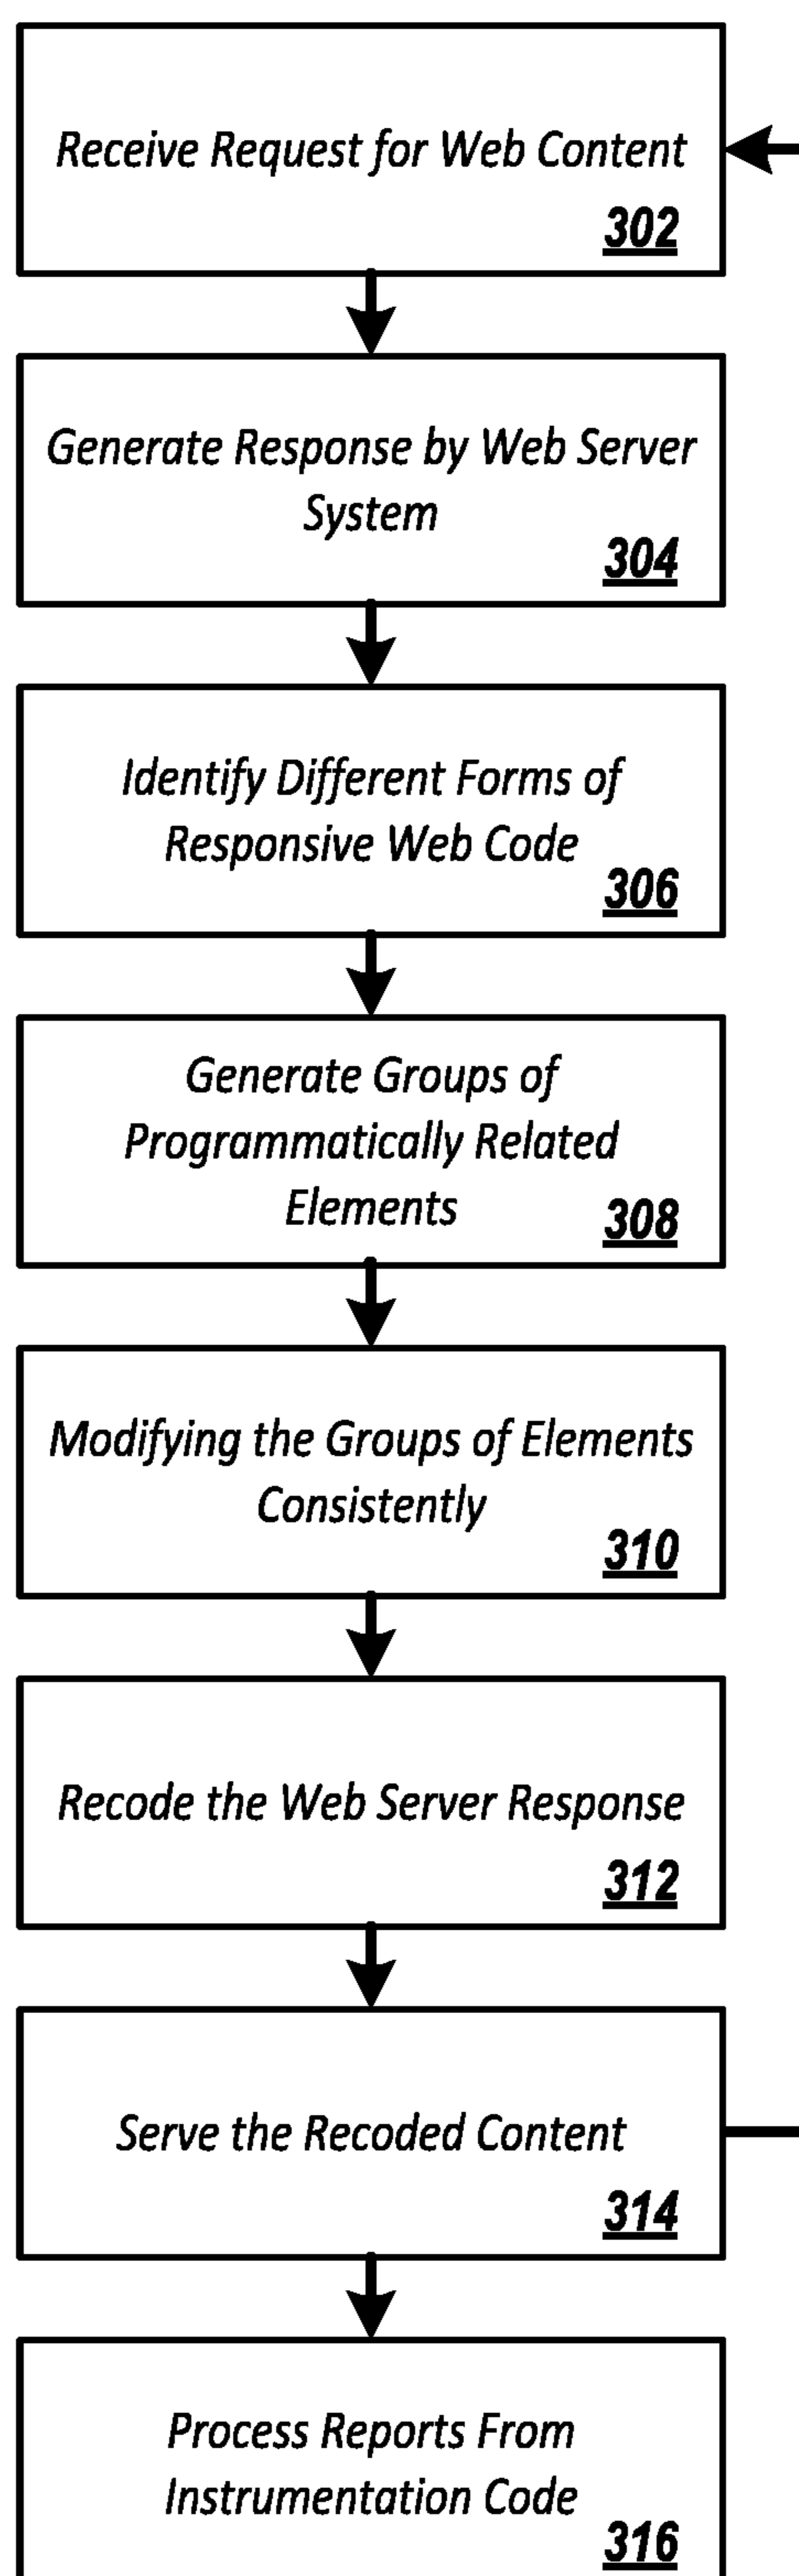 Receive Request for Web Content
302
Generate Response by Web Server
System
304
Identify Different Forms of
Responsive Web Code
306
Generate Groups of
Programmatically Related
Elements
308
Modifying the Groups of Elements
Consistently
310
Recode the Web Server Response
312
Serve the Recoded Content
314
Process Reports From
Instrumentation Code
316